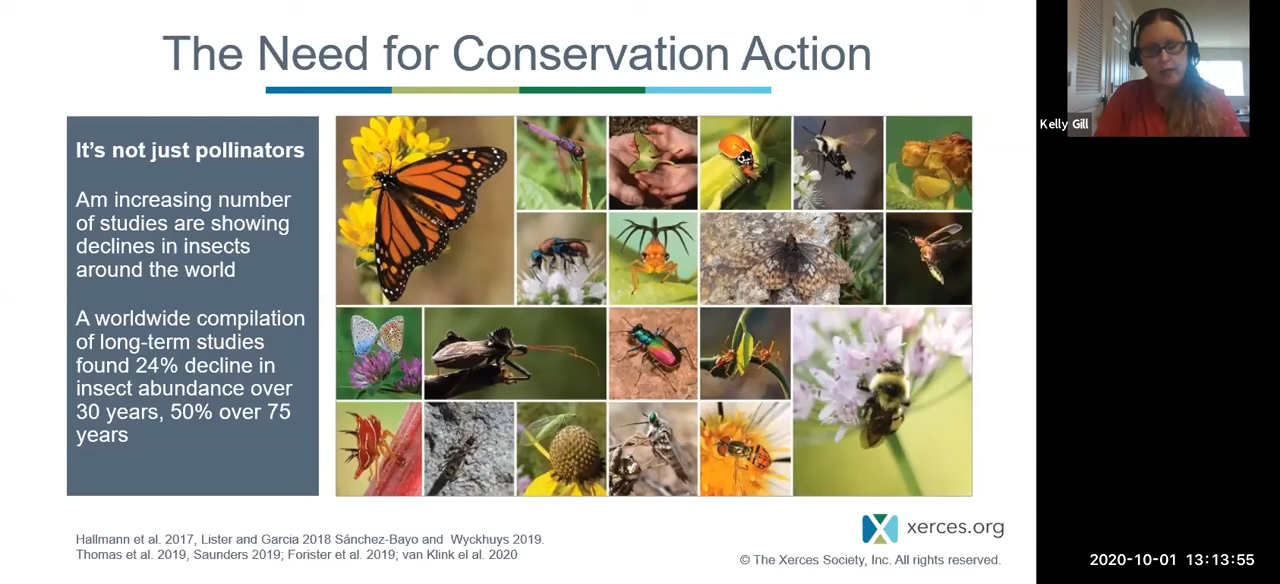 The Need for Conservation Action
It's not just pollinators
Am increasing number
of studies are showing
declines in insects
around the world
A worldwide compilation
of long-term studies
found 24% decline in
insect abundance over
30 years, 50% over 75
years
Hallmann et al. 2017, Lister and Garcia 2018 Sánchez-Bayo and Wyckhuys 2019.
Thomas et al. 2019, Saunders 2019; Forister et al. 2019; van Klink el al. 2020
xerces.org
© The Xerces Society, Inc. All rights reserved.
Kelly Gill
2020-10-01 13:13:55